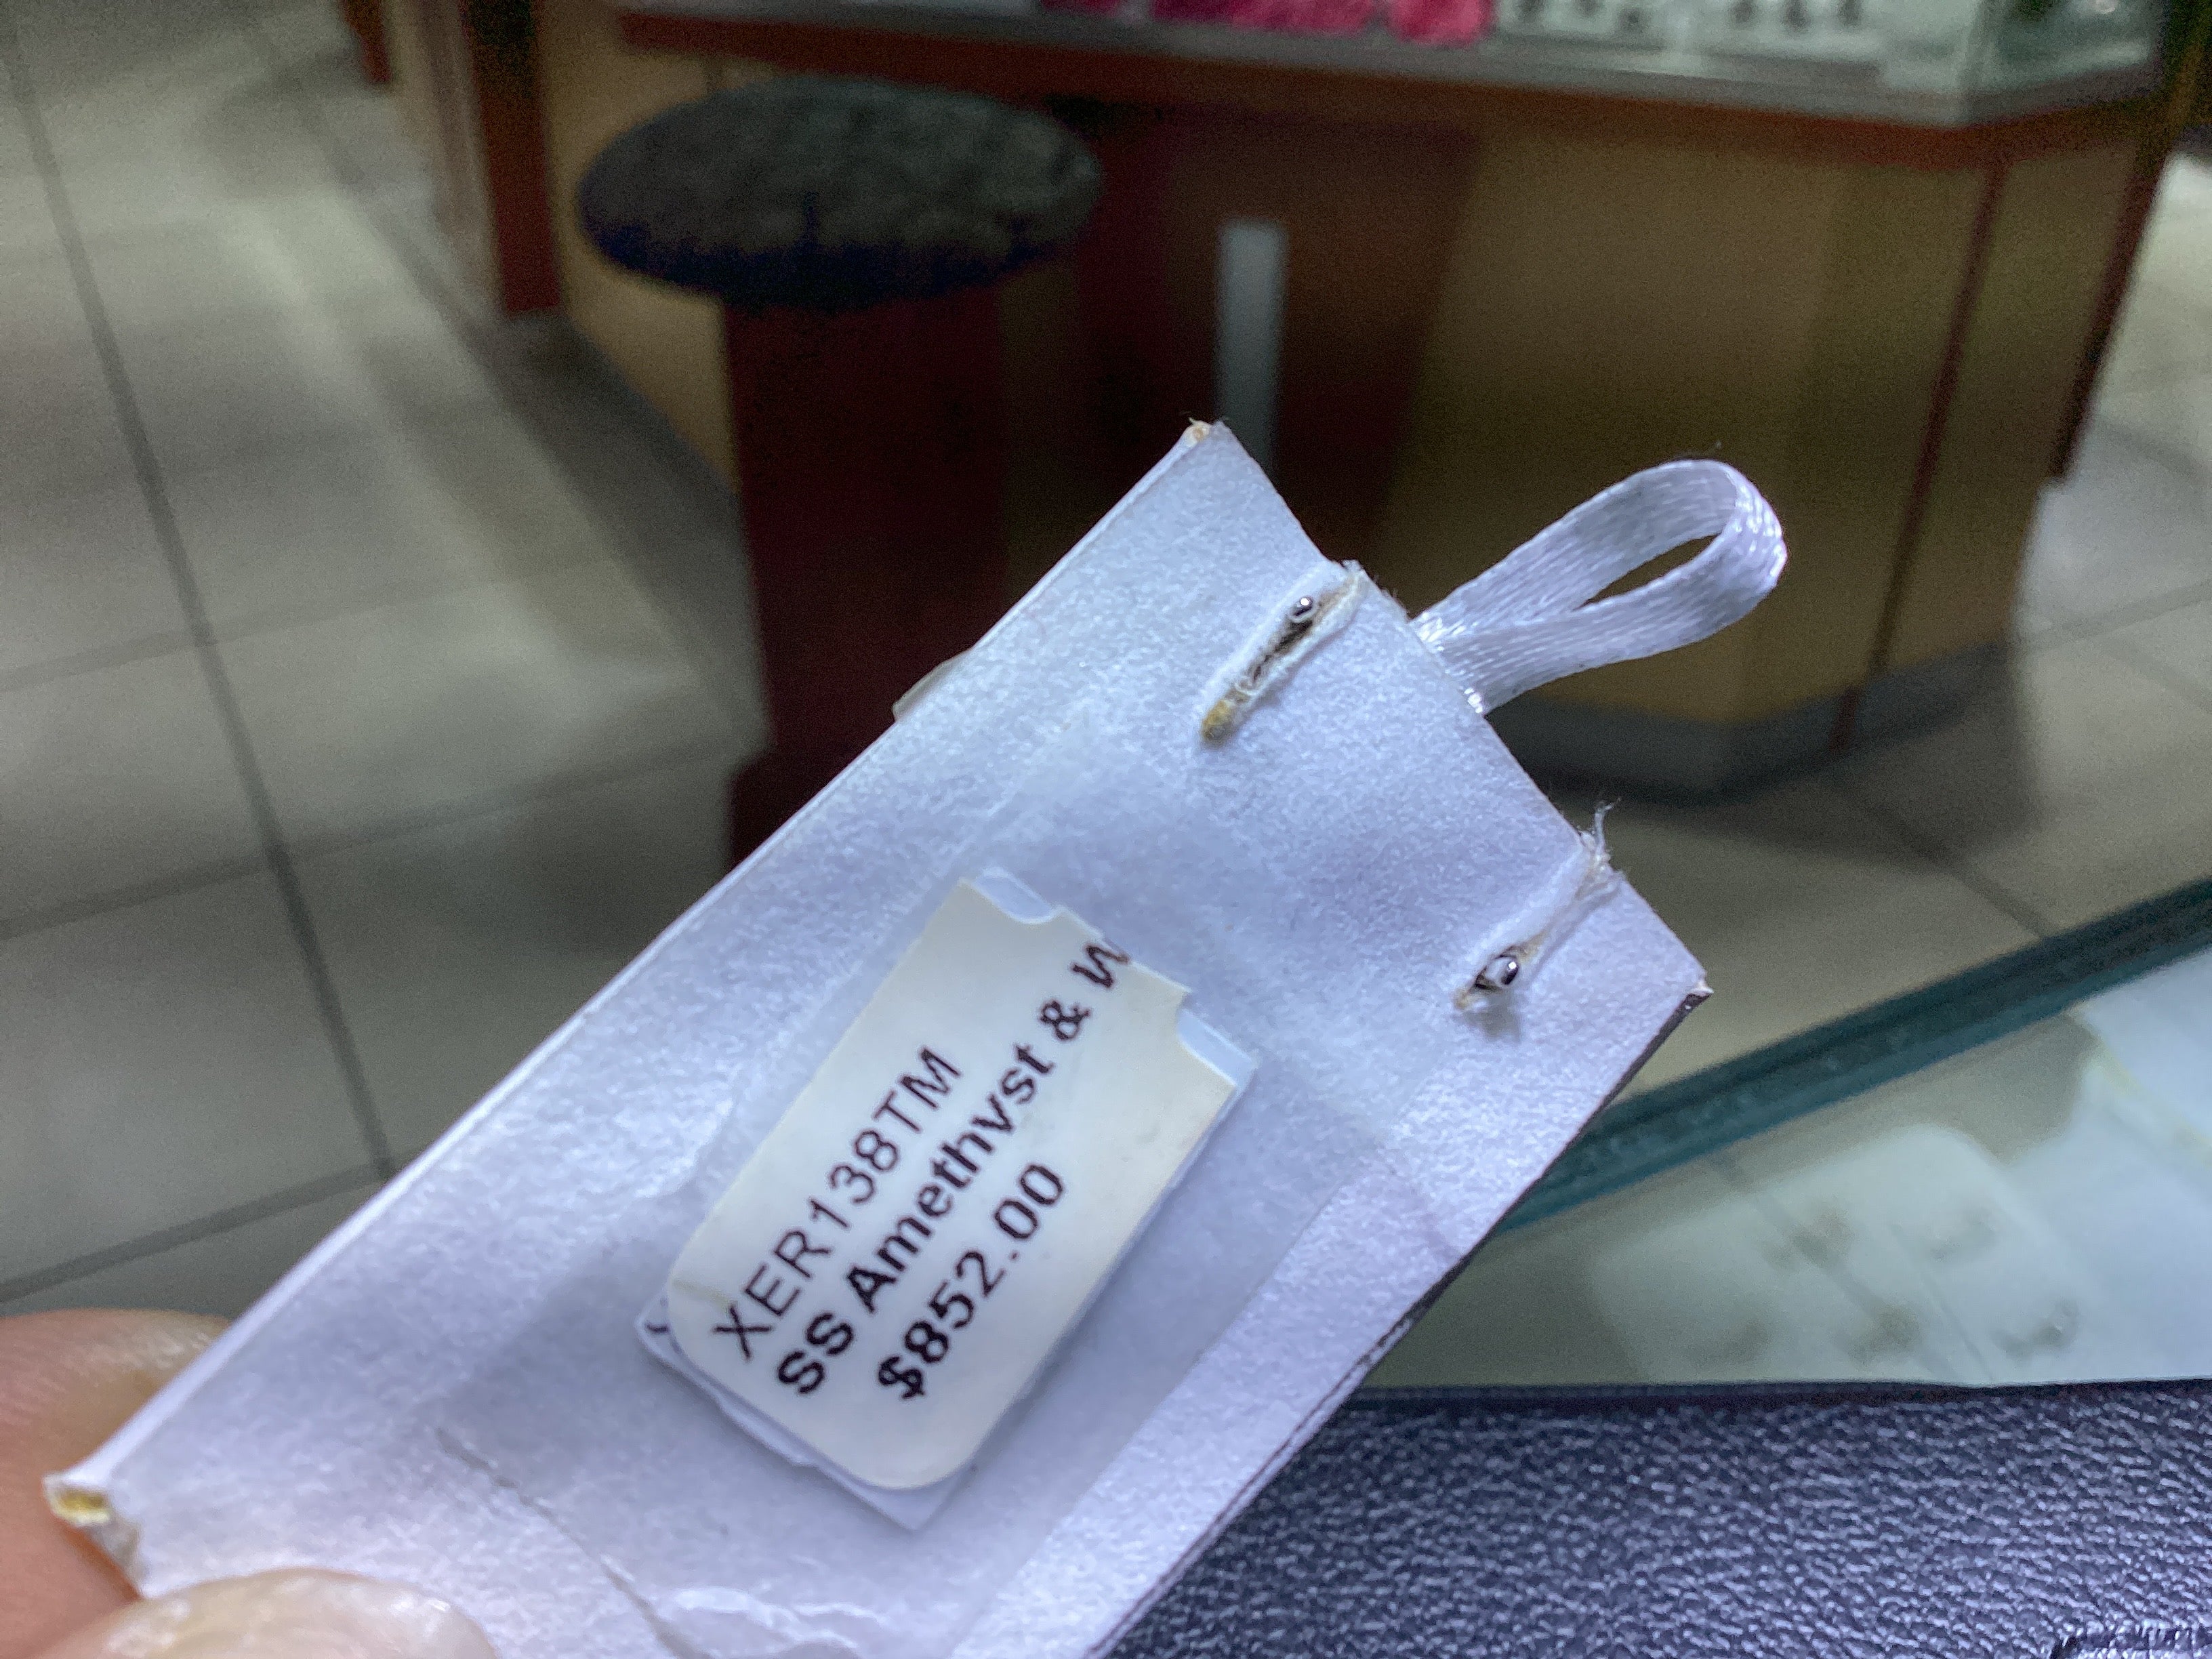 XER138TM
SS Amethyst & W
$852.00